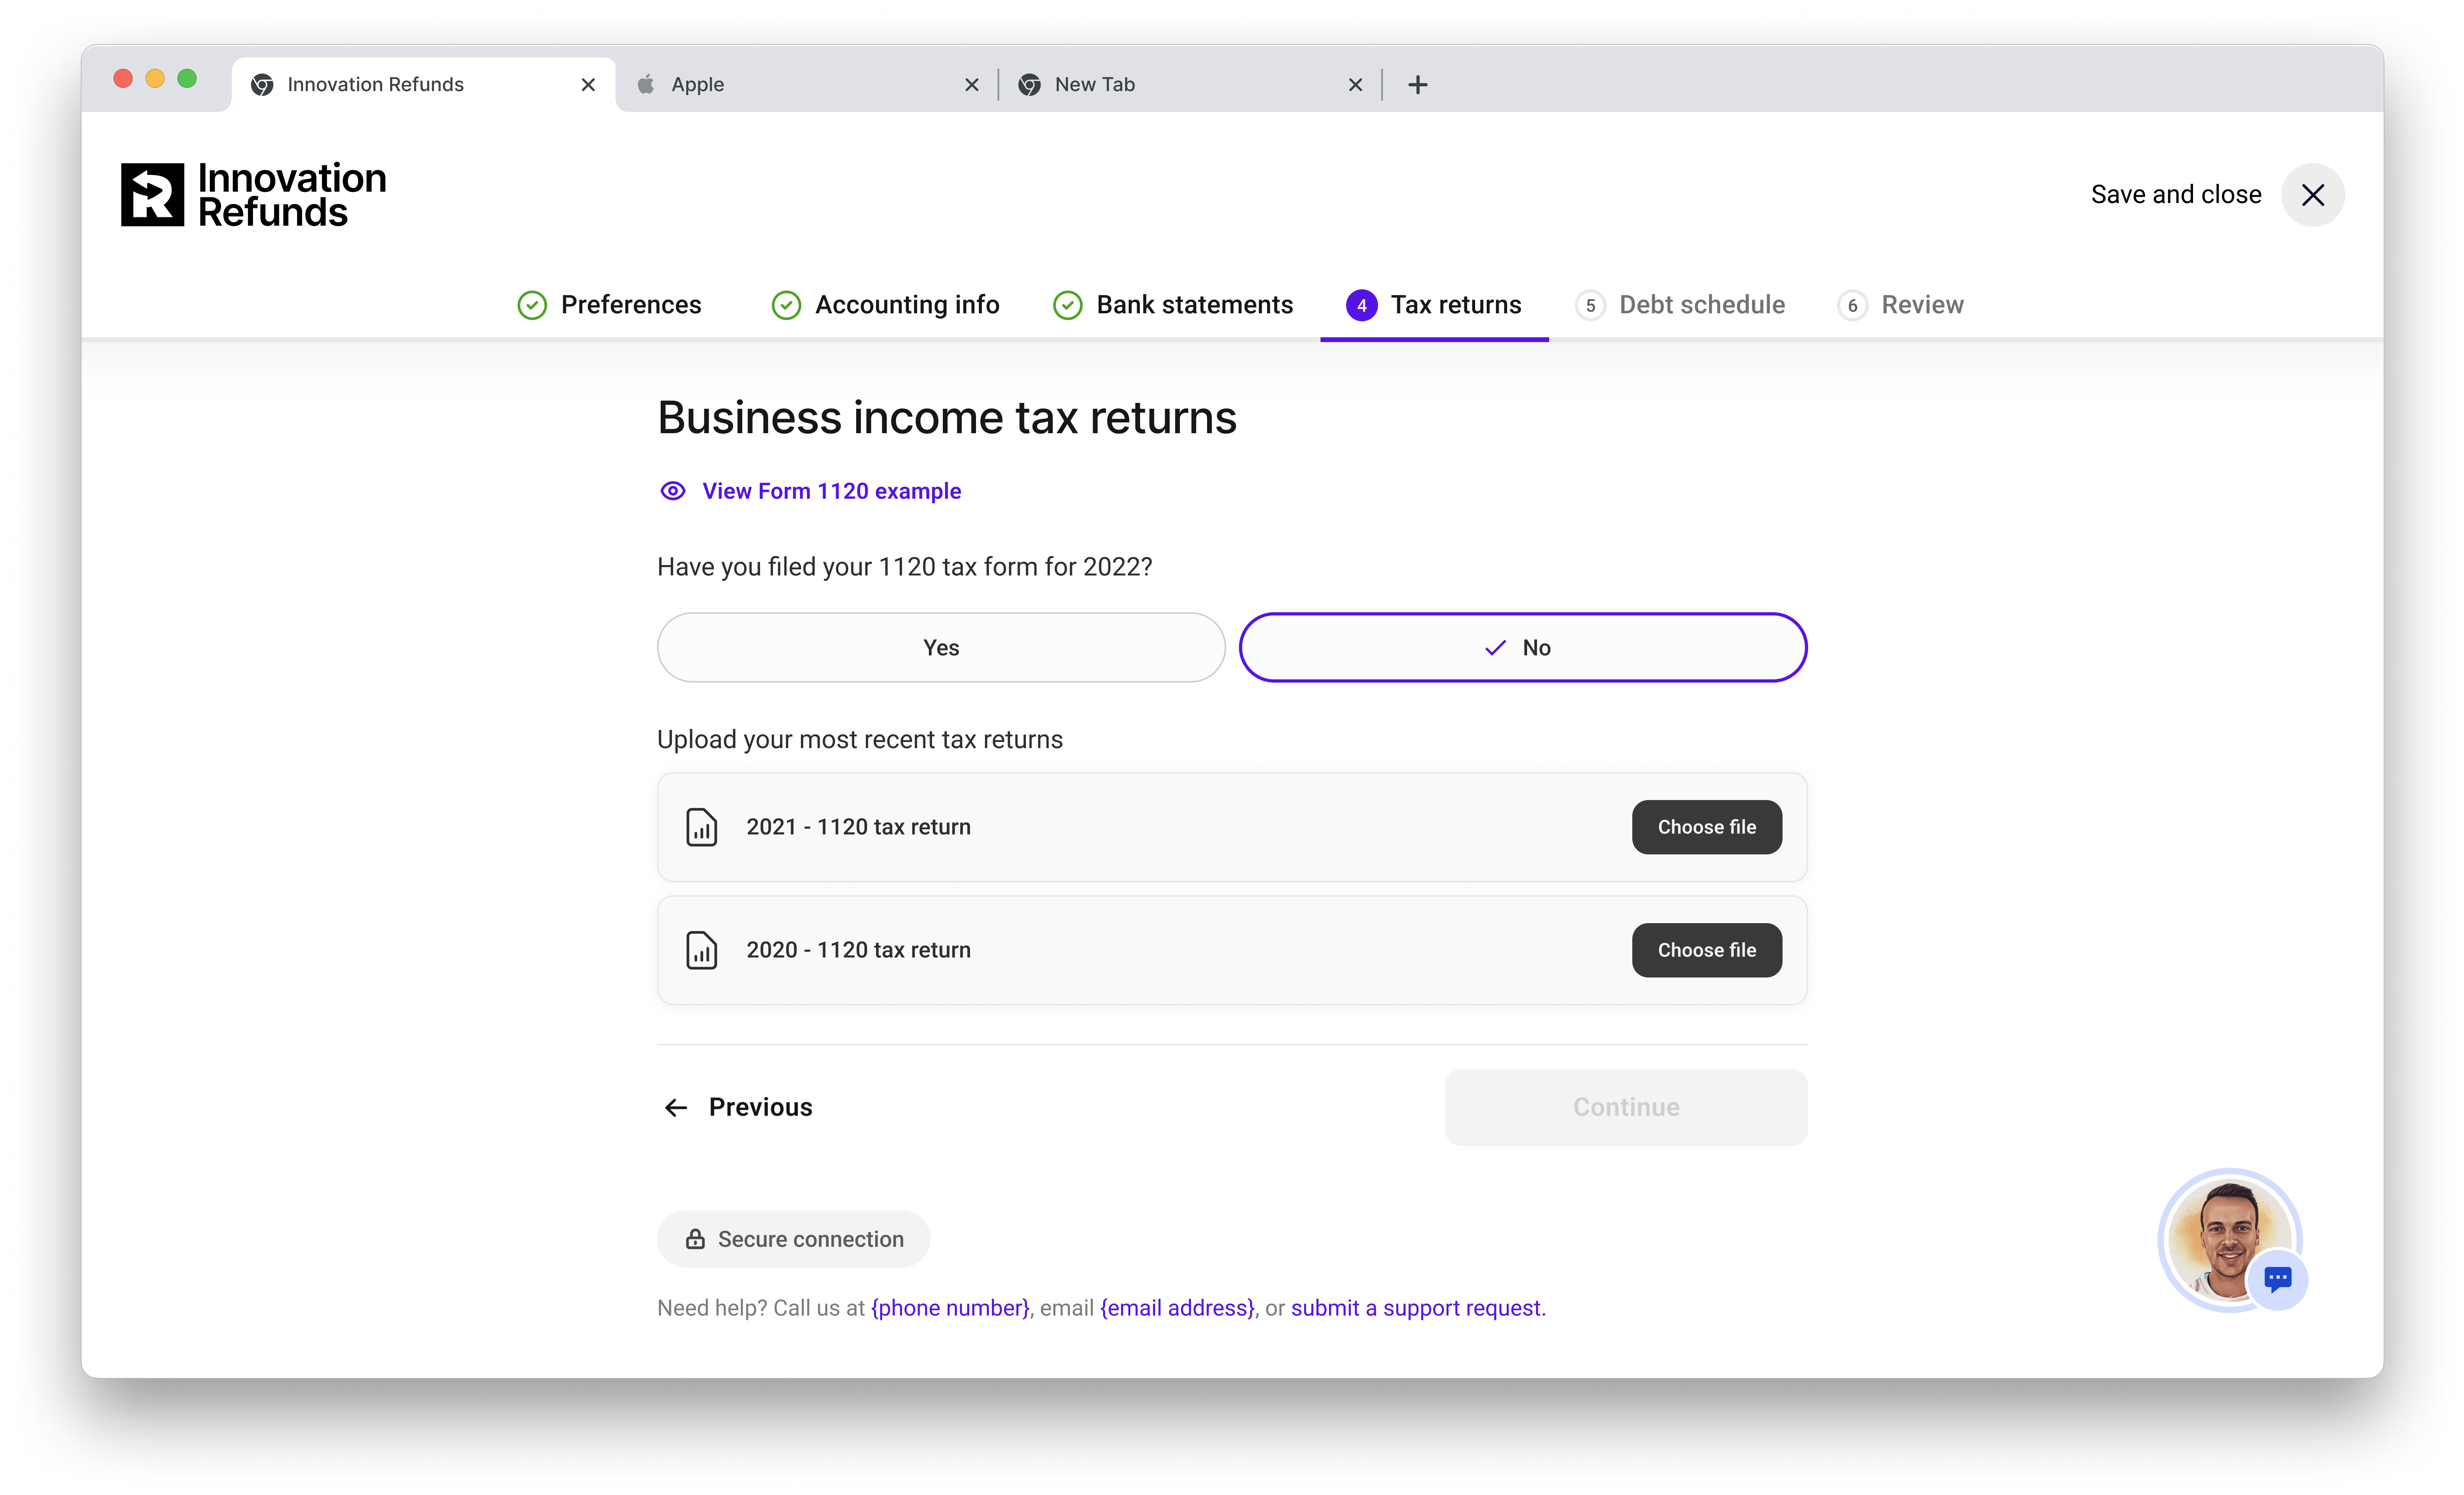 Innovation Refunds
Apple
New Tab
Innovation
Refunds
Save and close
Preferences
Accounting info
Bank statements
4 Tax returns
5 Debt schedule
6 Review
Business income tax returns
View Form 1120 example
Have you filed your 1120 tax form for 2022?
Yes
No
Upload your most recent tax returns
2021 - 1120 tax return
Choose file
2020 - 1120 tax return
Choose file
Previous
Continue
Secure connection
Need help? Call us at {phone number}, email {email address}, or submit a support request.